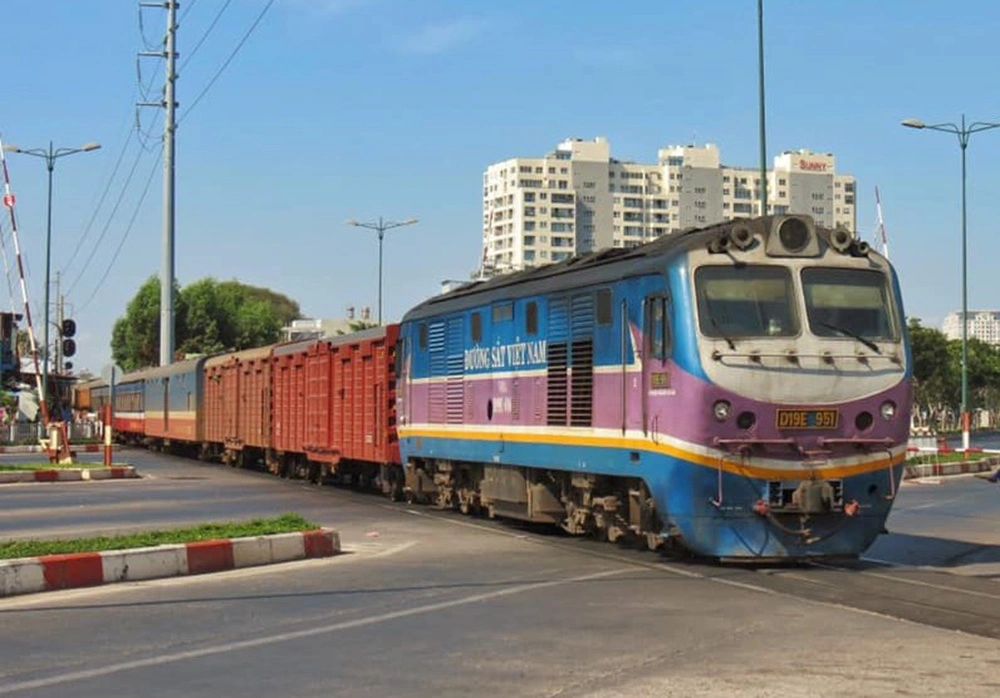 SUNNY
ĐƯỜNG SẮT VIỆT NAM
D19E 951